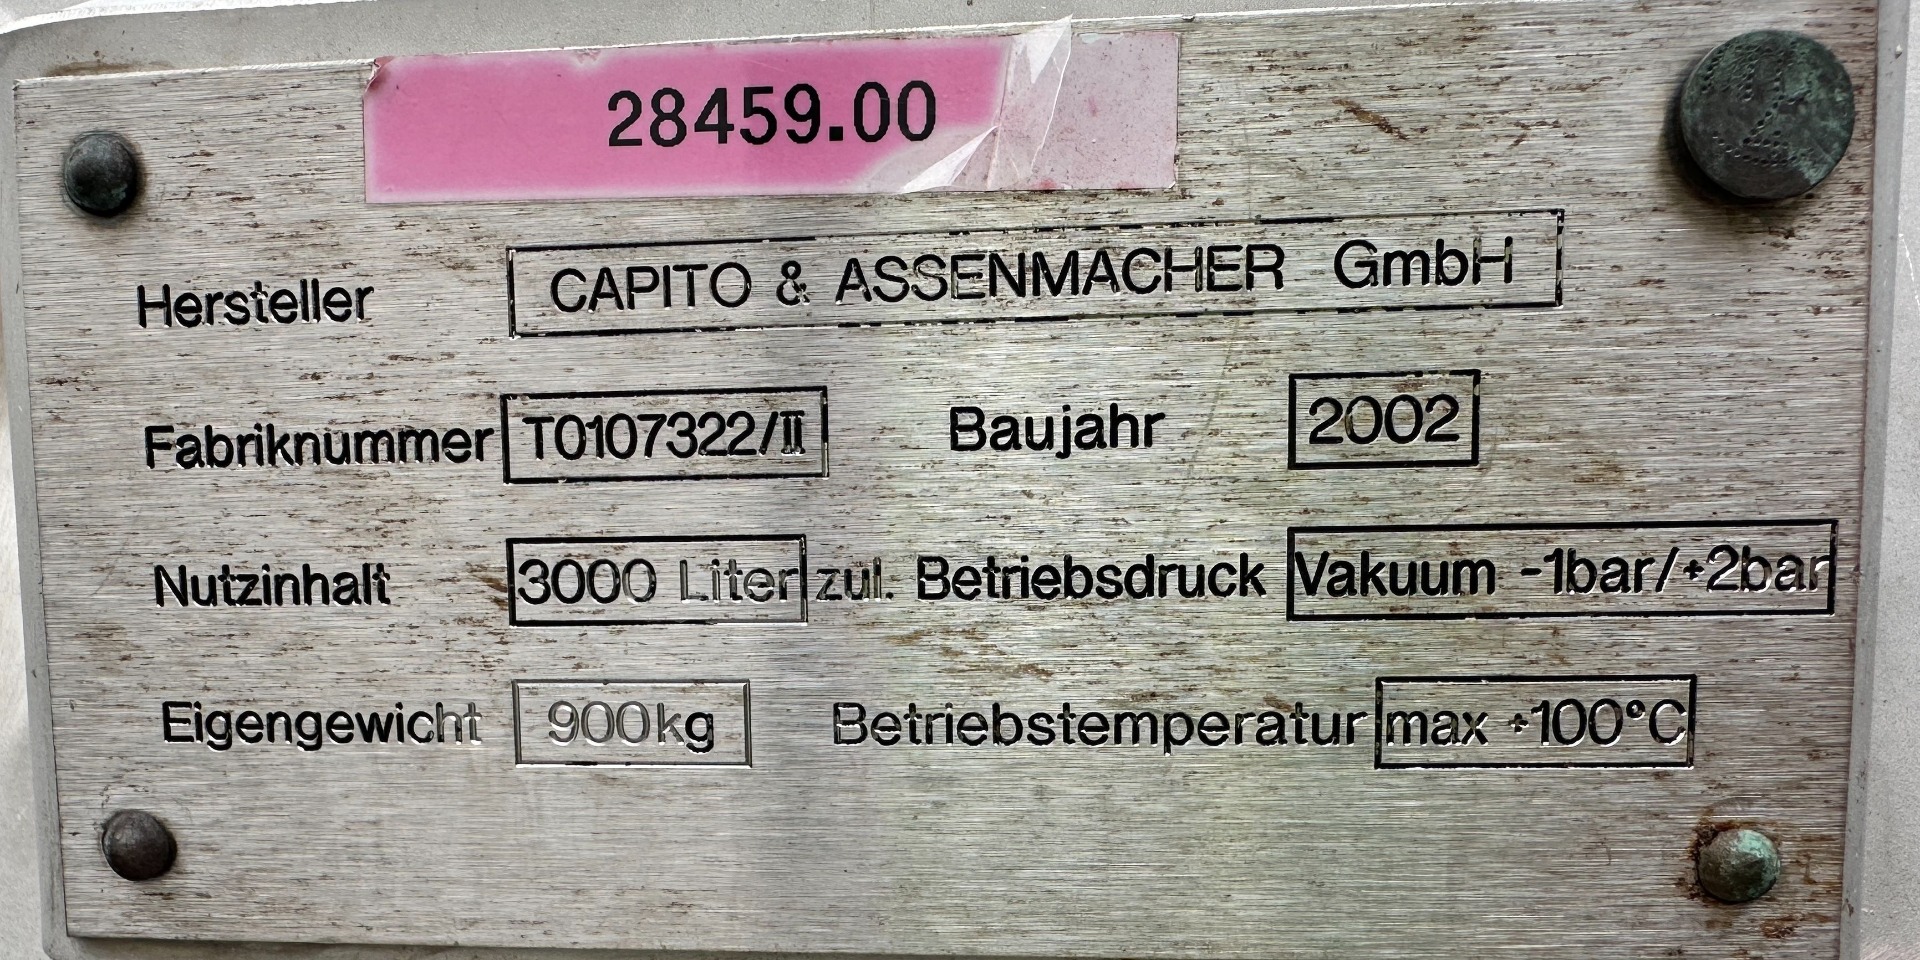 28459.00
Hersteller CAPITO & ASSENMACHER GmbH
Fabriknummer T0107322/II Baujahr 2002
Nutzinhalt 3000 Liter zul. Betriebsdruck Vakuum -1bar/+2bar
Eigengewicht 900kg Betriebstemperatur max +100°C